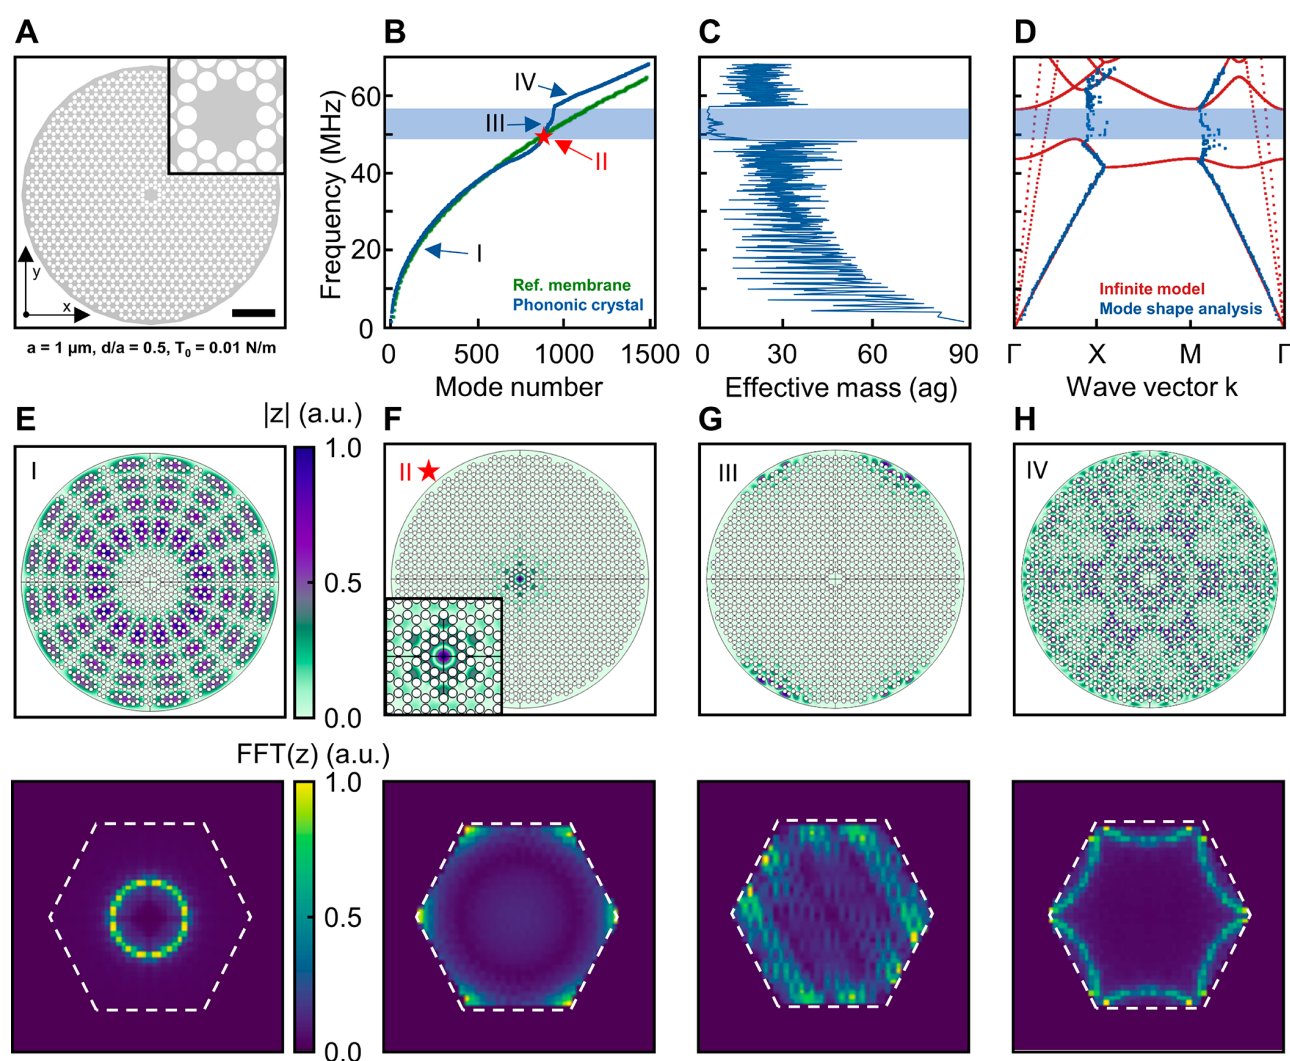 A
y
x
a = 1 µm, d/a = 0.5, T₀ = 0.01 N/m
B
Frequency (MHz)
60
40
20
0
IV
III
II
I
Ref. membrane
Phononic crystal
0
500
1000
1500
Mode number
C
0
30
60
90
Effective mass (ag)
D
Infinite model
Mode shape analysis
Γ
X
M
Γ
Wave vector k
E
|z| (a.u.)
I
1.0
0.5
0.0
F
II
G
III
H
IV
FFT(z) (a.u.)
1.0
0.5
0.0